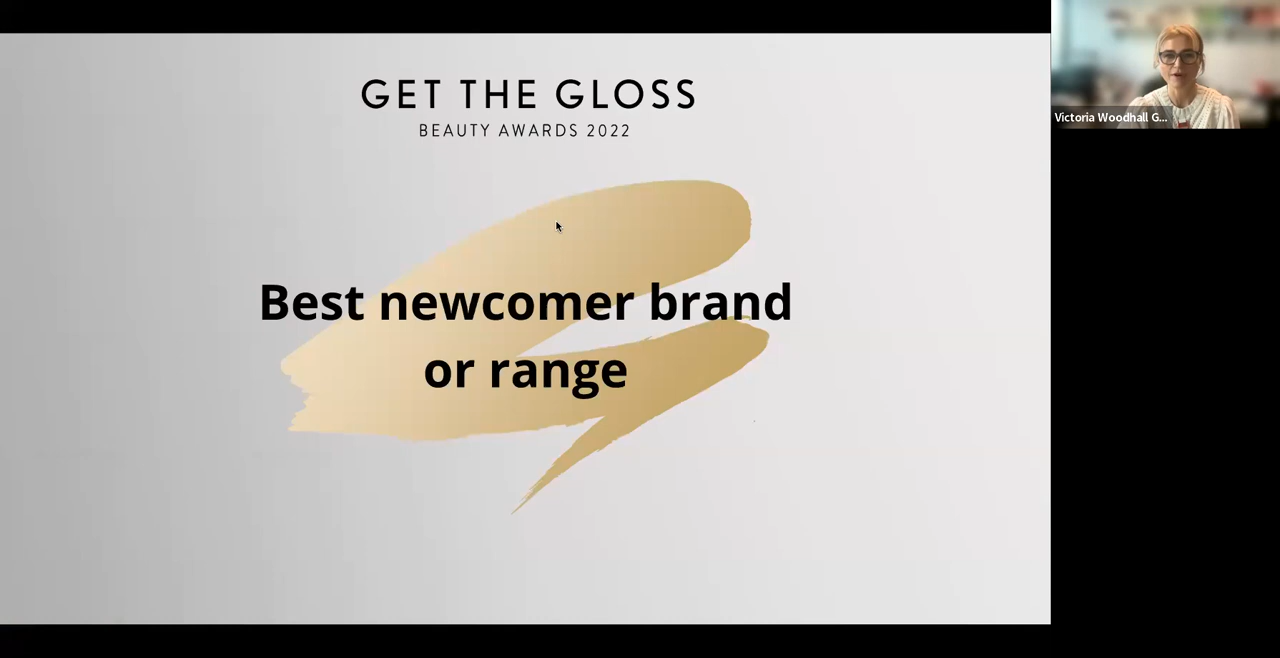 GET THE GLOSS
BEAUTY AWARDS 2022
Best newcomer brand
or range
Victoria Woodhall G...